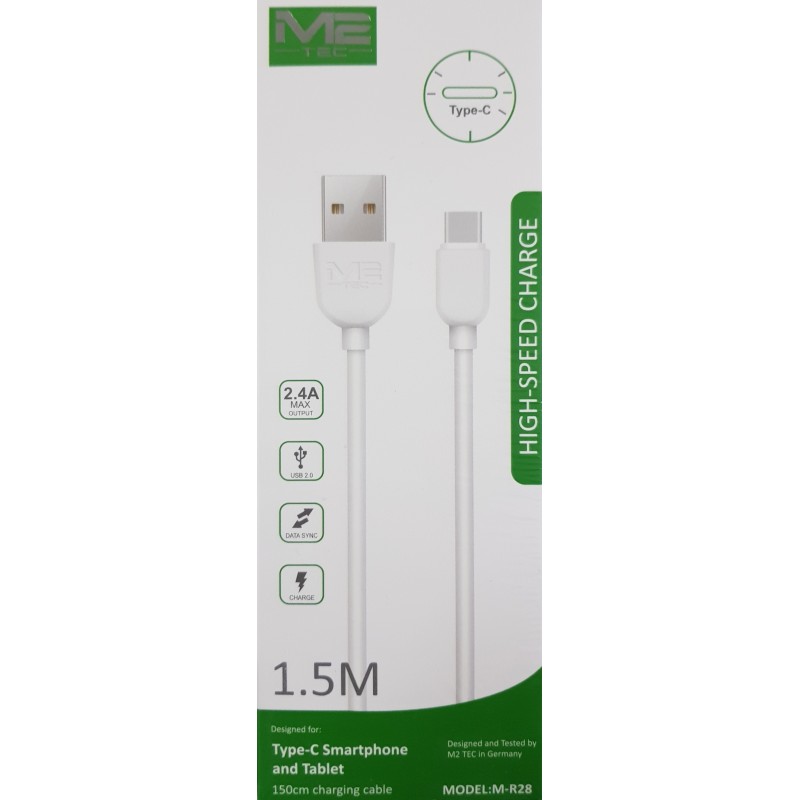 M2
TEC
Type-C
HIGH-SPEED CHARGE
M2
TEC
2.4A
MAX
OUTPUT
USB 2.0
DATA SYNC
CHARGE
1.5M
Designed for:
Type-C Smartphone
and Tablet
150cm charging cable
Designed and Tested by
M2 TEC in Germany
MODEL:M-R28